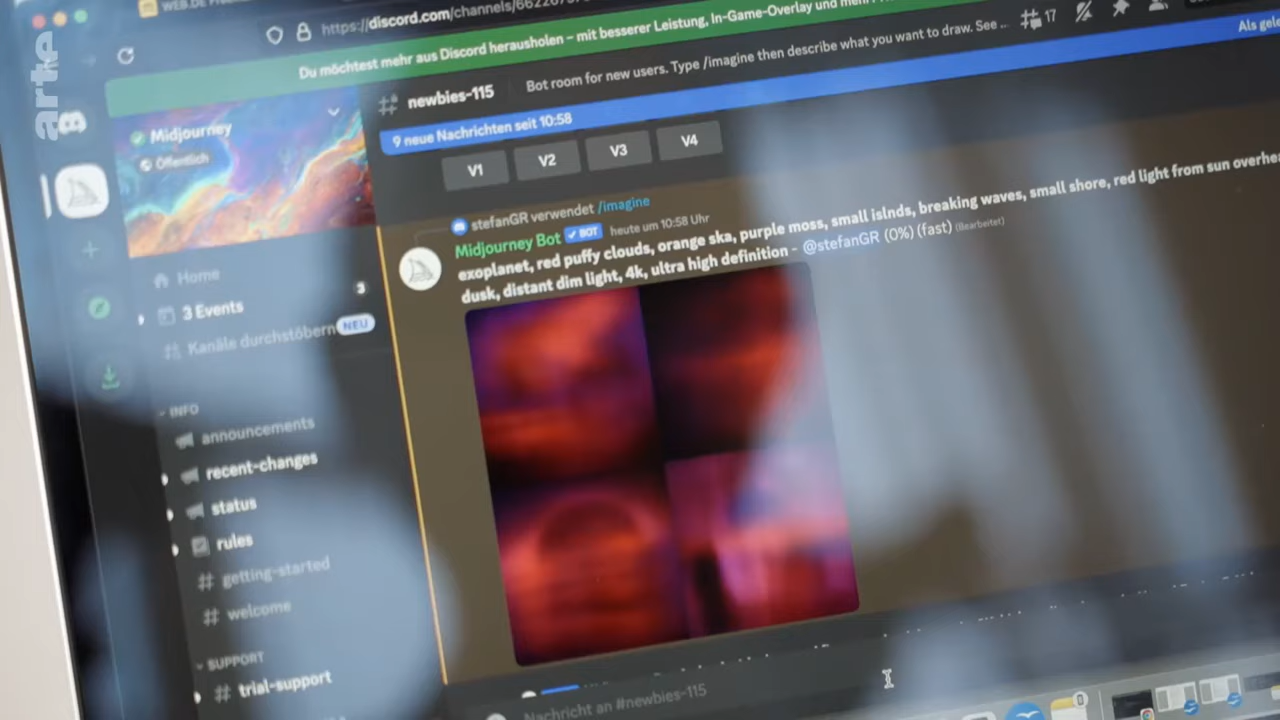 arte
WEB.DE
https://discord.com/channels/
Du möchtest mehr aus Discord herausholen – mit besserer Leistung, In-Game-Overlay und mehr
newbies-115
Bot room for new users. Type /imagine then describe what you want to draw. See ...
17
9 neue Nachrichten seit 10:58
Als
Midjourney
Öffentlich
V1
V2
V3
V4
stefanGR verwendet /imagine
Midjourney Bot BOT heute um 10:58 Uhr
exoplanet, red puffy clouds, orange ska, purple moss, small islnds, breaking waves, small shore, red light from sun
dusk, distant dim light, 4k, ultra high definition - @stefanGR (0%) (fast) (Bearbeitet)
Home
3 Events
3
Kanäle durchstöbern NEU
INFO
announcements
recent-changes
status
rules
getting-started
welcome
SUPPORT
trial-support
Nachricht an #newbies-115